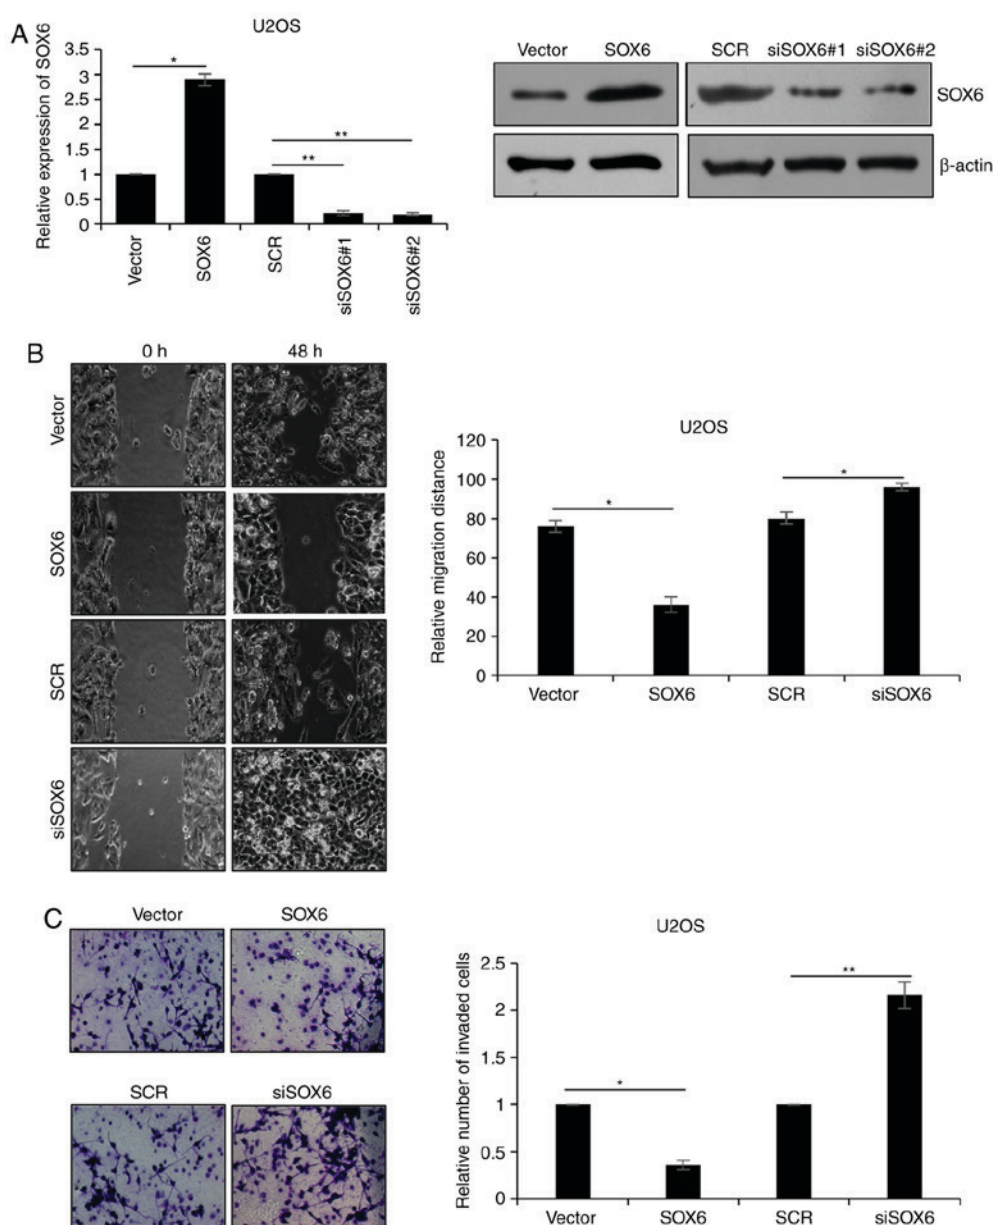 A
U2OS
Relative expression of SOX6
3.5
3
2.5
2
1.5
1
0.5
0
*
**
**
Vector
SOX6
SCR
siSOX6#1
siSOX6#2
Vector SOX6 SCR siSOX6#1 siSOX6#2
SOX6
β-actin
B
0 h 48 h
Vector
SOX6
SCR
siSOX6
U2OS
Relative migration distance
120
100
80
60
40
20
0
*
*
Vector SOX6 SCR siSOX6
C
Vector SOX6
SCR siSOX6
U2OS
Relative number of invaded cells
2.5
2
1.5
1
0.5
0
*
**
Vector SOX6 SCR siSOX6